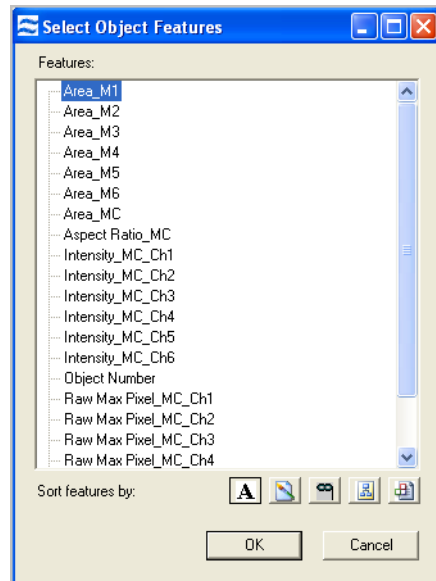 Select Object Features
Features:
Area_M1
Area_M2
Area_M3
Area_M4
Area_M5
Area_M6
Area_MC
Aspect Ratio_MC
Intensity_MC_Ch1
Intensity_MC_Ch2
Intensity_MC_Ch3
Intensity_MC_Ch4
Intensity_MC_Ch5
Intensity_MC_Ch6
Object Number
Raw Max Pixel_MC_Ch1
Raw Max Pixel_MC_Ch2
Raw Max Pixel_MC_Ch3
Raw Max Pixel_MC_Ch4
Sort features by: A
OK Cancel